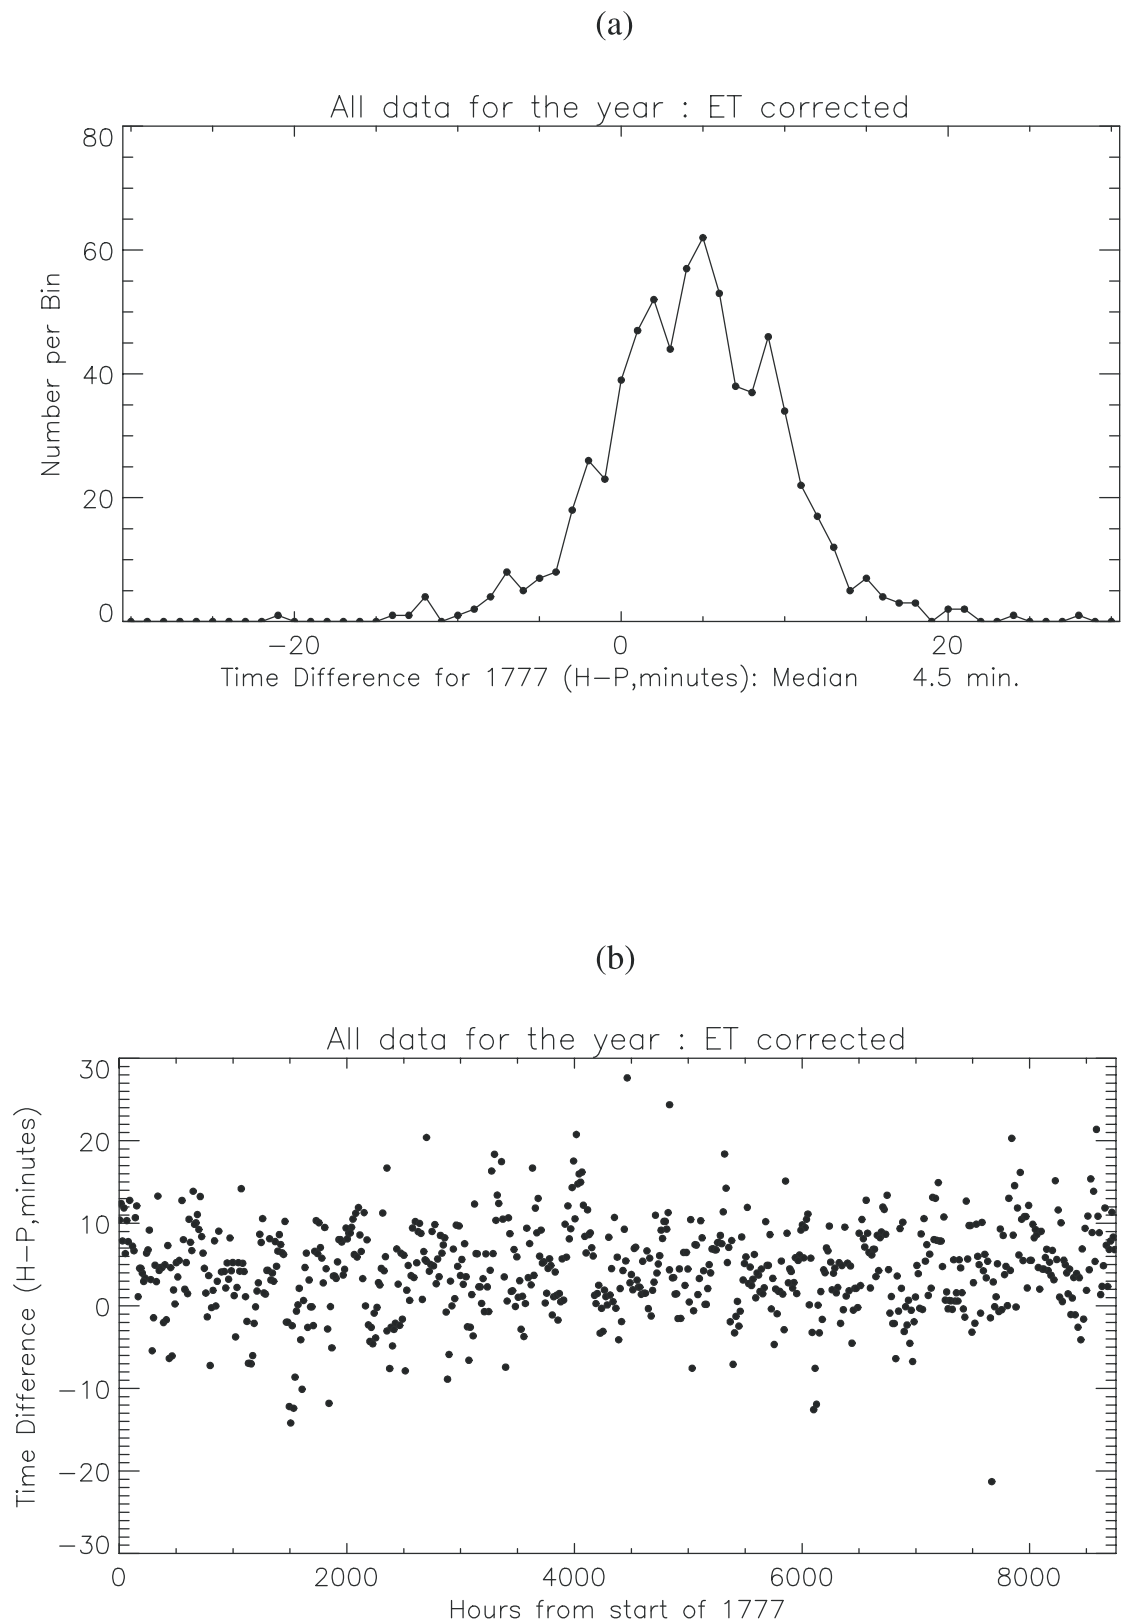 (a)
All data for the year : ET corrected
80
60
40
20
0
Number per Bin
−20 0 20
Time Difference for 1777 (H−P,minutes): Median 4.5 min.
(b)
All data for the year : ET corrected
30
20
10
0
−10
−20
−30
Time Difference (H−P,minutes)
0 2000 4000 6000 8000
Hours from start of 1777